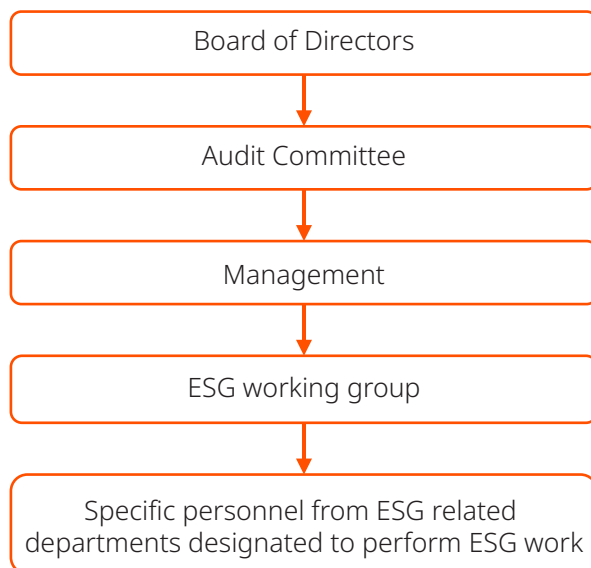 Board of Directors
Audit Committee
Management
ESG working group
Specific personnel from ESG related
departments designated to perform ESG work